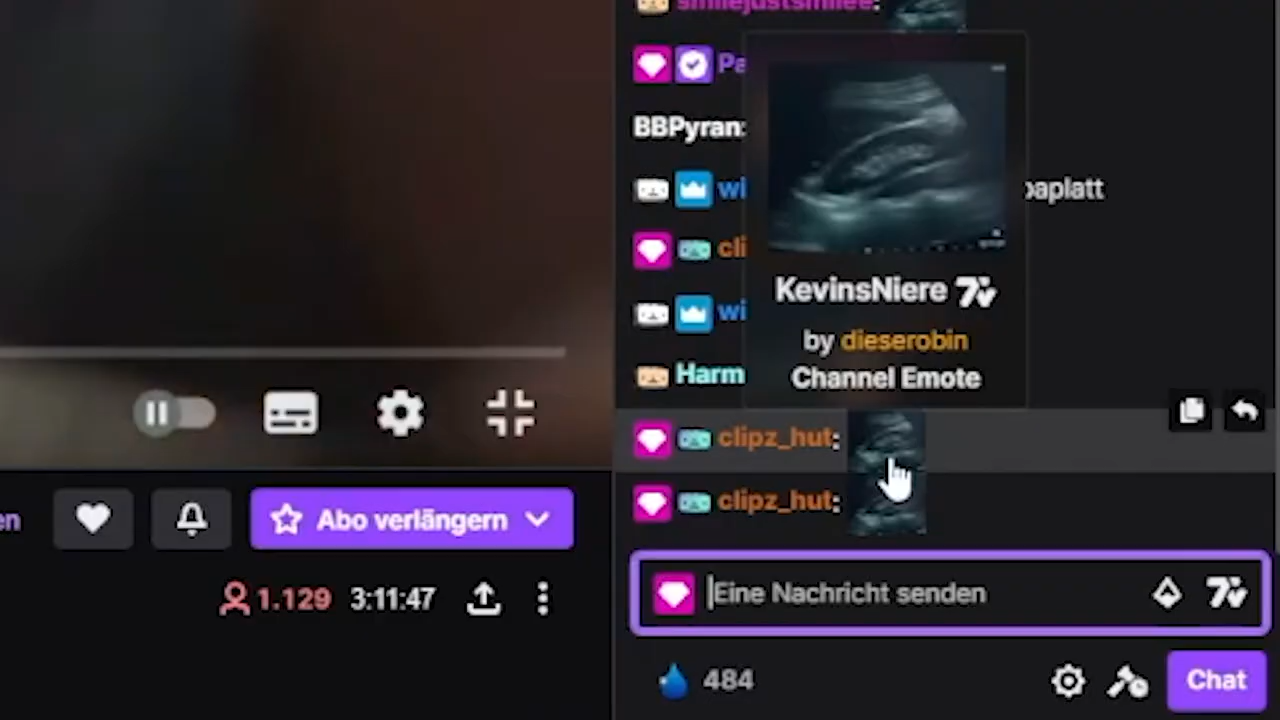 smilejustsmilee:
Pa
BBPyran:
wi
paplatt
cli
KevinsNiere
wi
by dieserobin
Harm
Channel Emote
clipz_hut:
clipz_hut:
en
Abo verlängern
Eine Nachricht senden
1.129 3:11:47
484
Chat